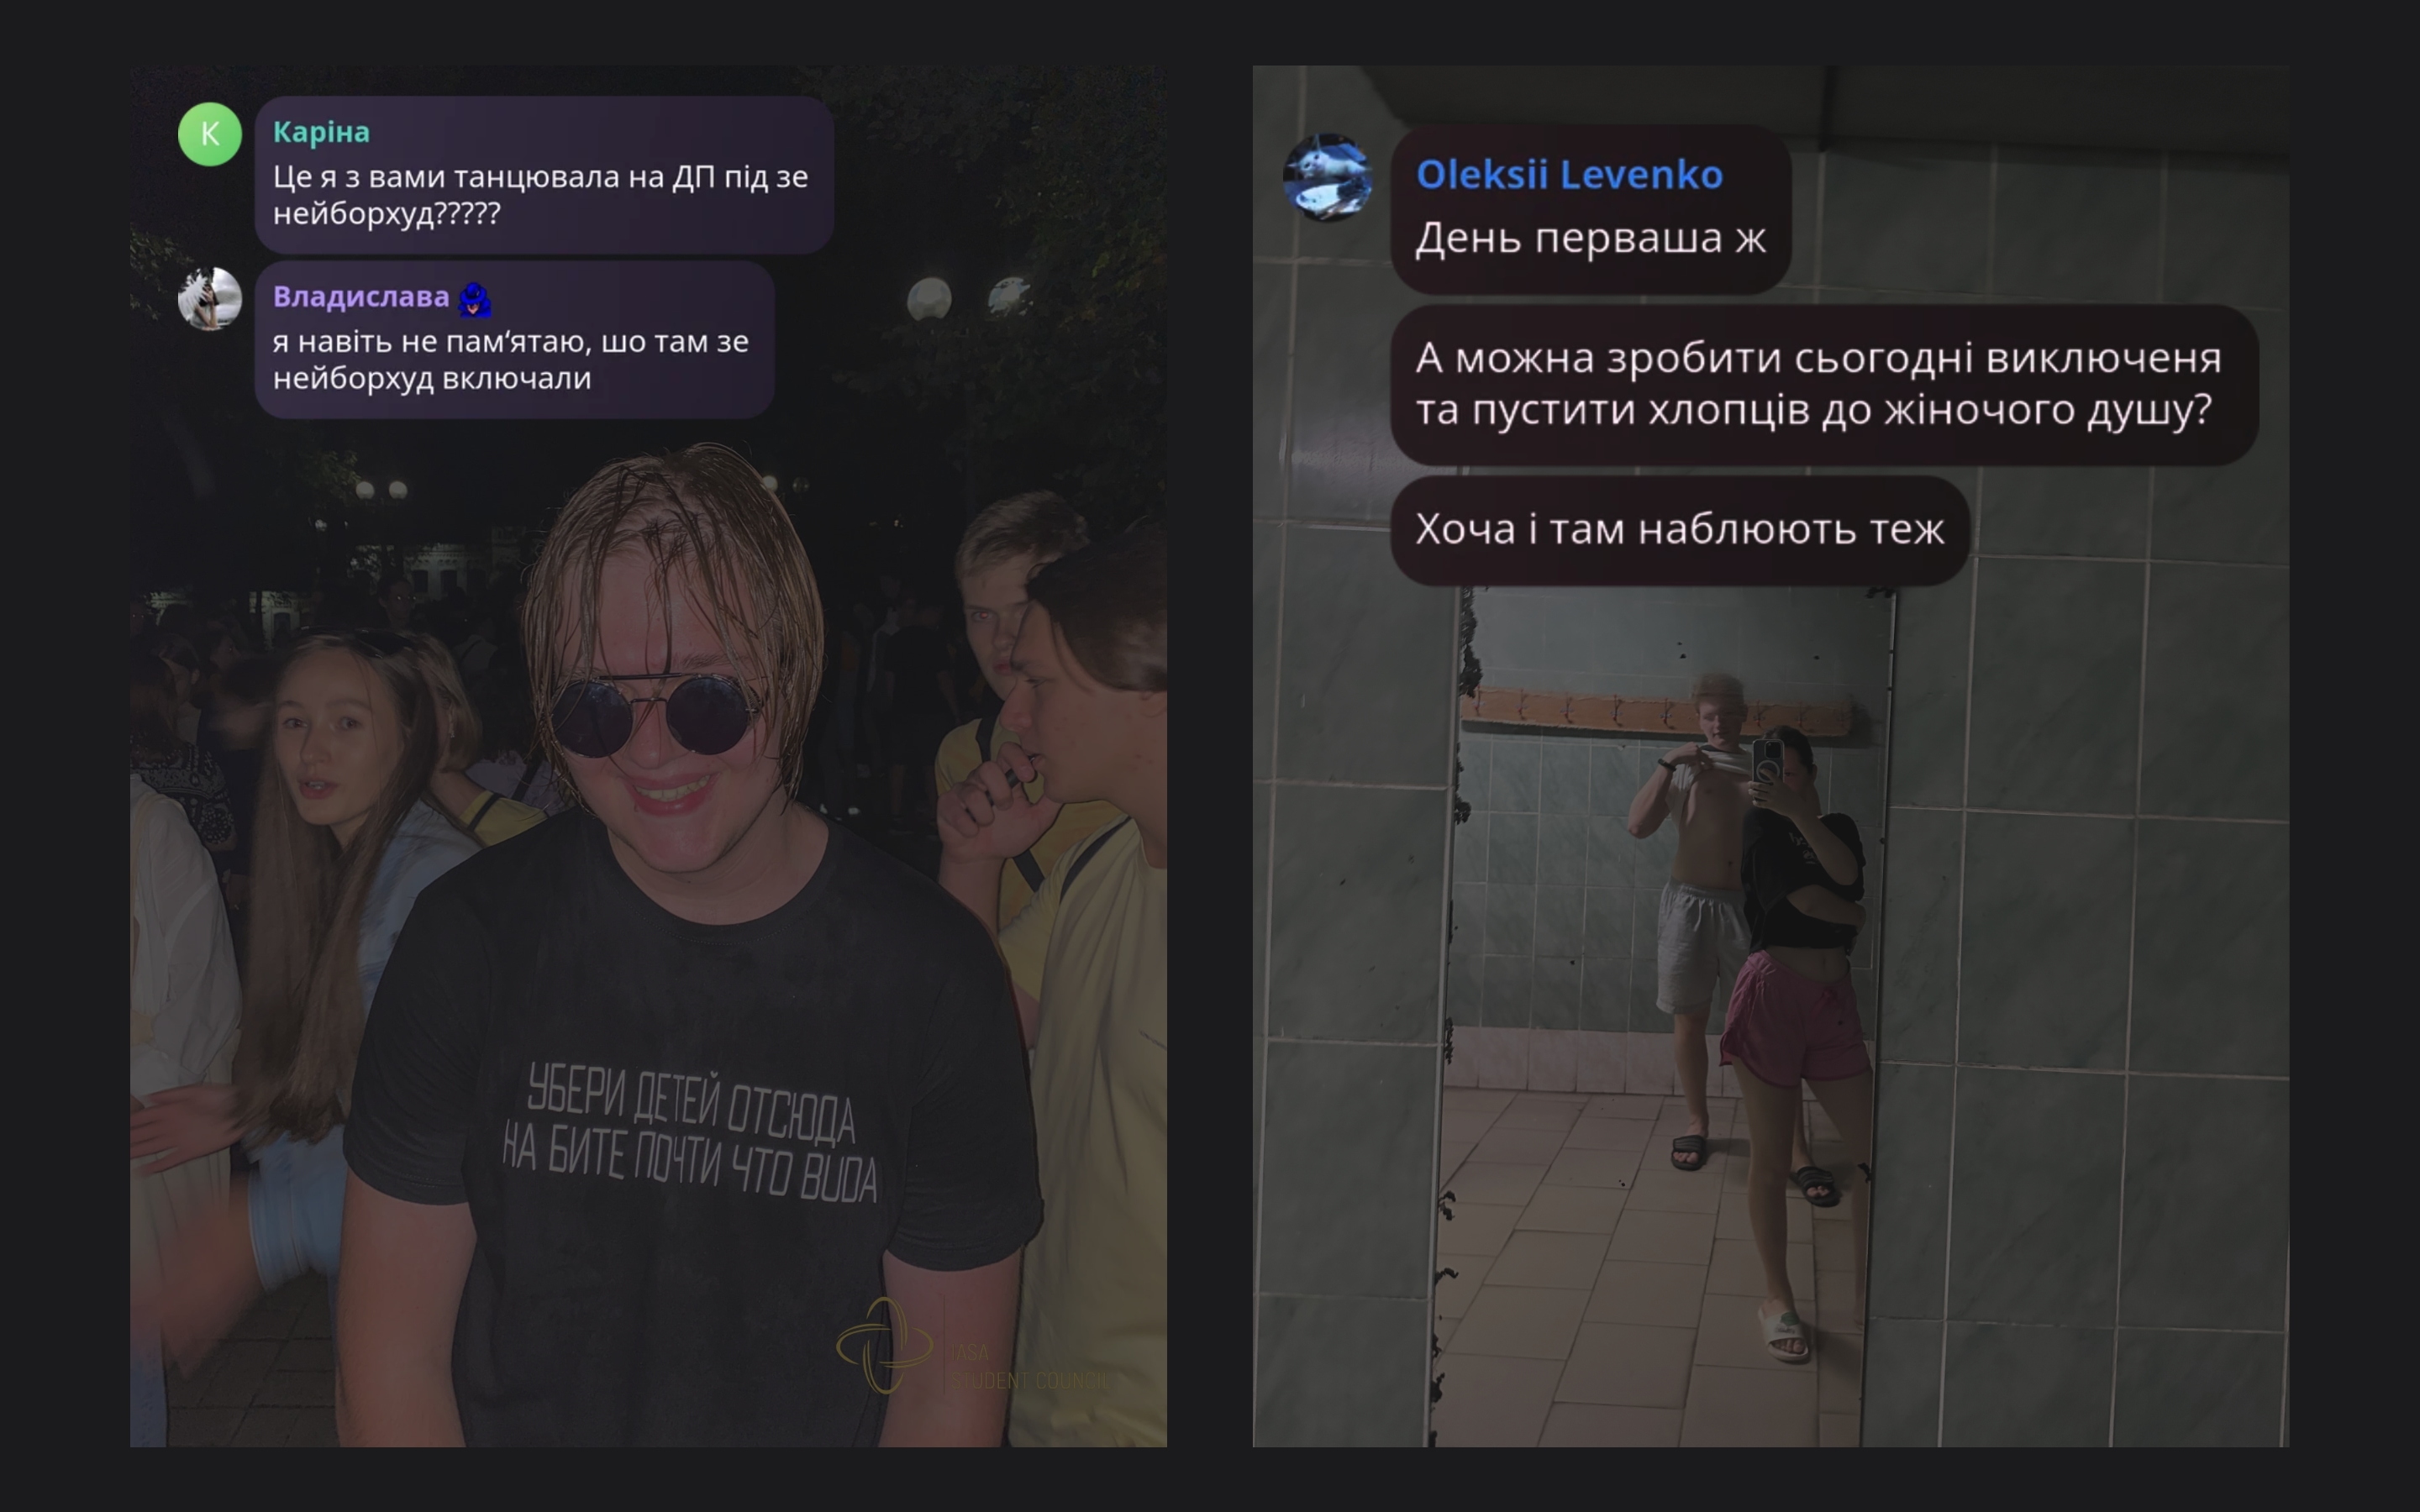 К
Каріна
Це я з вами танцювала на ДП під зе
нейборхуд?????
Владислава
я навіть не пам‘ятаю, шо там зе
нейборхуд включали
УБЕРИ ДЕТЕЙ ОТСЮДА
НА БИТЕ ПОЧТИ ЧТО BUDA
IASA
STUDENT COUNCIL
Oleksii Levenko
День перваша ж
А можна зробити сьогодні виключеня
та пустити хлопців до жіночого душу?
Хоча і там наблюють теж